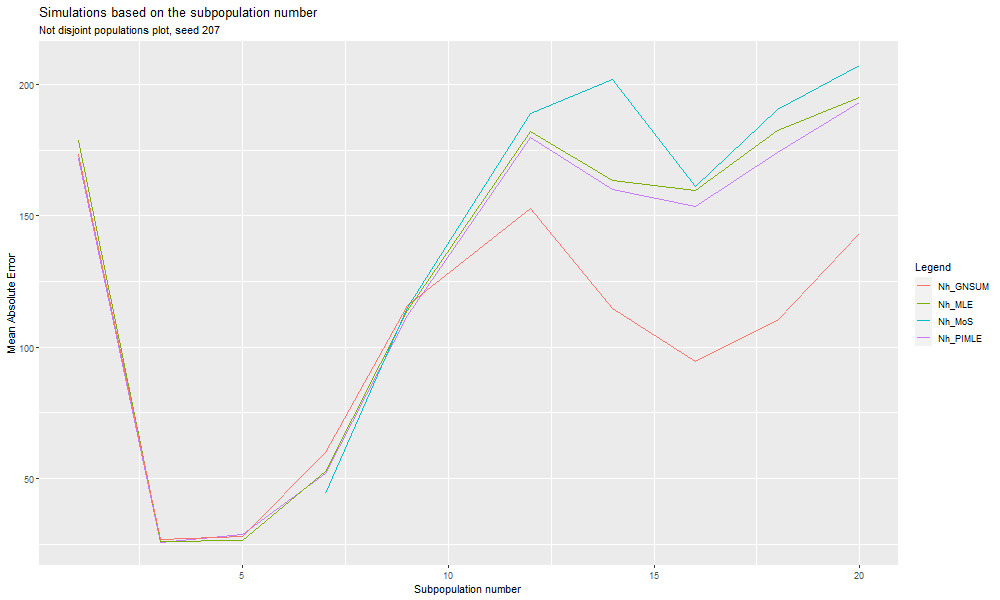 Simulations based on the subpopulation number
Not disjoint populations plot, seed 207
Mean Absolute Error
200
150
100
50
5
10
15
20
Subpopulation number
Legend
Nh_GNSUM
Nh_MLE
Nh_MoS
Nh_PIMLE